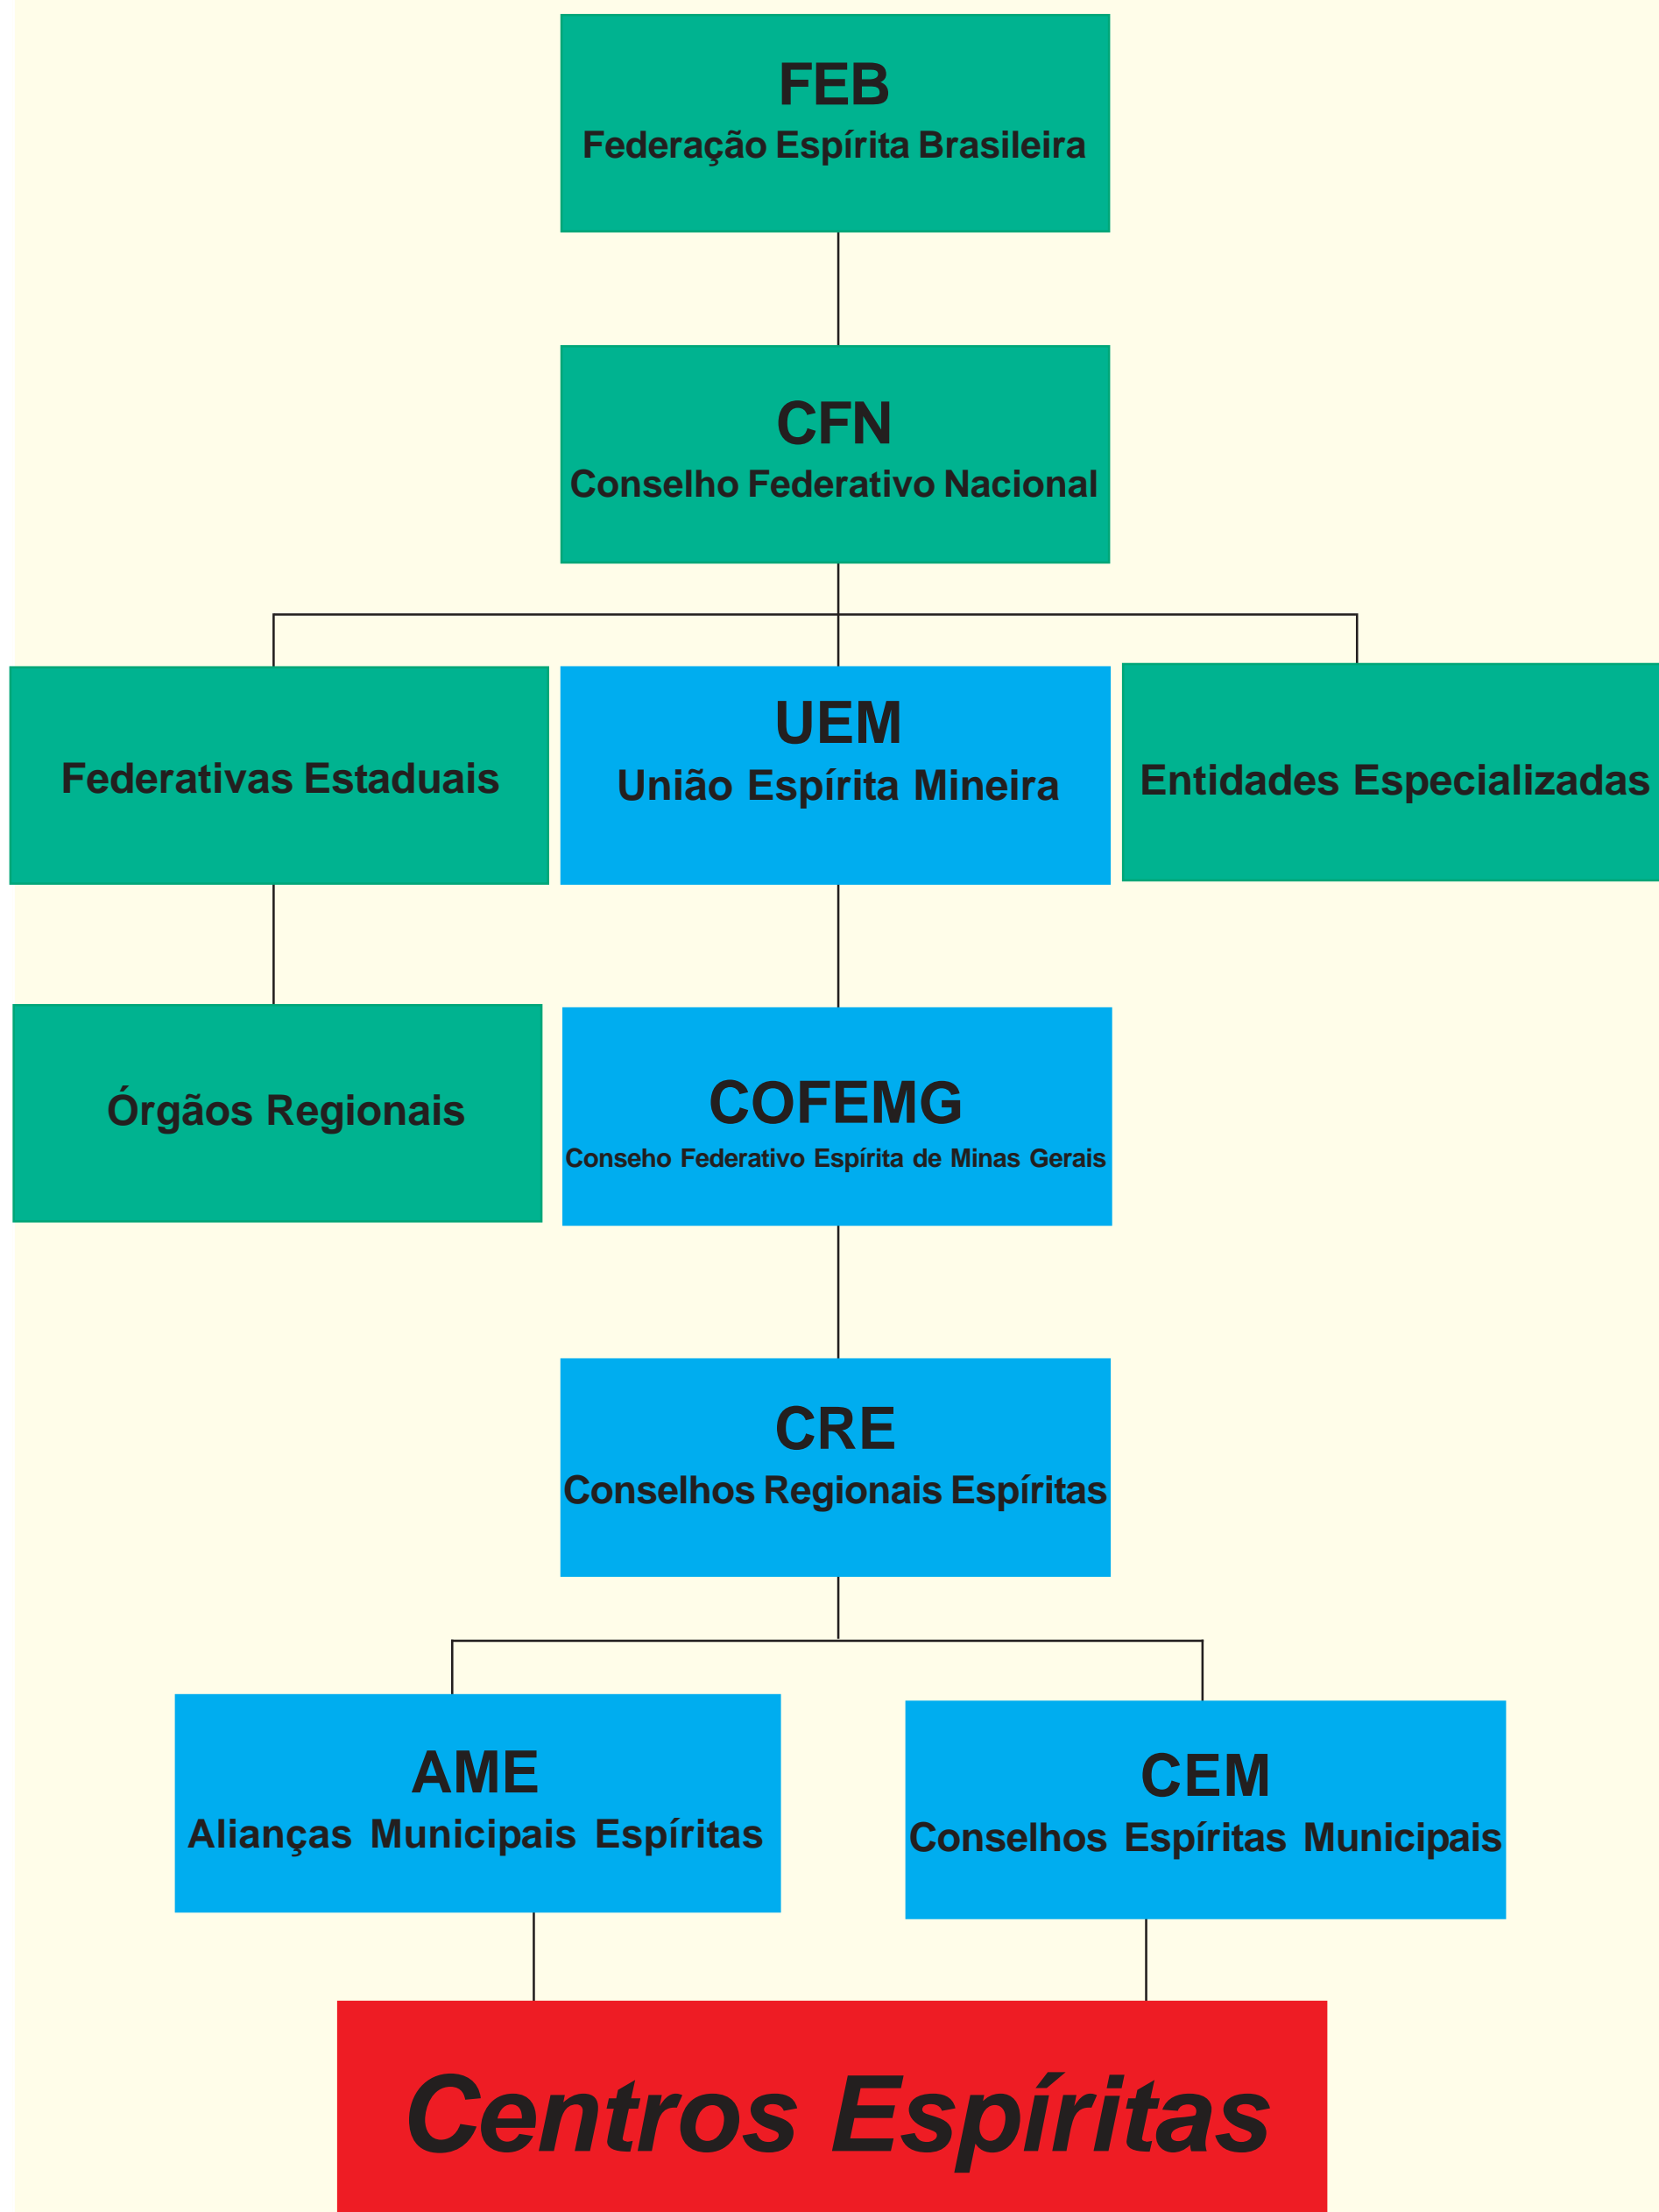 FEB
Federação Espírita Brasileira
CFN
Conselho Federativo Nacional
Federativas Estaduais
UEM
União Espírita Mineira
Entidades Especializadas
Órgãos Regionais
COFEMG
Conseho Federativo Espírita de Minas Gerais
CRE
Conselhos Regionais Espíritas
AME
Alianças Municipais Espíritas
CEM
Conselhos Espíritas Municipais
Centros Espíritas